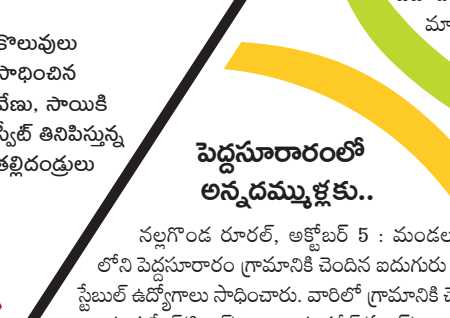 కొలువులు
సాధించిన
వేణు, సాయికి
స్వీట్ తినిపిస్తున్న
తల్లిదండ్రులు
పెద్దసూరారంలో
అన్నదమ్ముళ్లకు..
నల్లగొండ రూరల్, అక్టోబర్ 5 : మండల
లోని పెద్దసూరారం గ్రామానికి చెందిన ఐదుగురు
స్టేబుల్ ఉద్యోగాలు సాధించారు. వారిలో గ్రామానికి చె